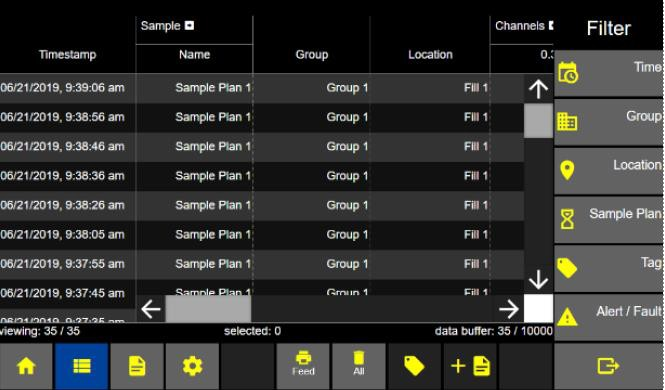 Sample Channels Filter
Timestamp Name Group Location 0.3
06/21/2019, 9:39:06 am Sample Plan 1 Group 1 Fill 1
06/21/2019, 9:38:56 am Sample Plan 1 Group 1 Fill 1
06/21/2019, 9:38:46 am Sample Plan 1 Group 1 Fill 1
06/21/2019, 9:38:36 am Sample Plan 1 Group 1 Fill 1
06/21/2019, 9:38:26 am Sample Plan 1 Group 1 Fill 1
06/21/2019, 9:38:05 am Sample Plan 1 Group 1 Fill 1
06/21/2019, 9:37:55 am Sample Plan 1 Group 1 Fill 1
06/21/2019, 9:37:45 am Sample Plan 1 Group 1 Fill 1
06/21/2019, 9:37:35 am
Time
Group
Location
Sample Plan
Tag
Alert / Fault
viewing: 35 / 35 selected: 0 data buffer: 35 / 10000
Feed All